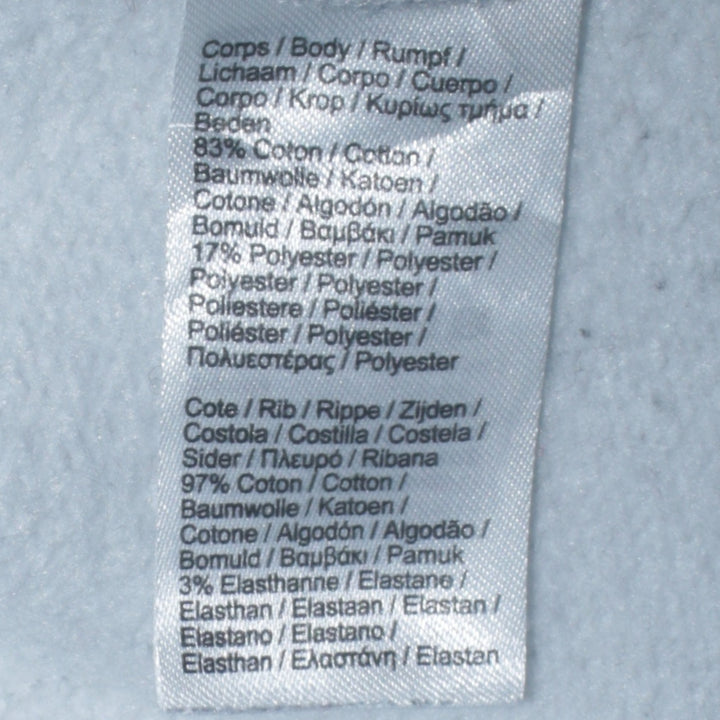 Corps / Body / Rumpf /
Lichaam / Corpo / Cuerpo /
Corpo / Krop / Κυρίως τμήμα /
Beden
83% Coton / Cotton /
Baumwolle / Katoen /
Cotone / Algodón / Algodão /
Bomuld / Βαμβάκι / Pamuk
17% Polyester / Polyester /
Polyester / Polyester /
Poliestere / Poliéster /
Poliéster / Polyester /
Πολυεστέρας / Polyester
Cote / Rib / Rippe / Zijden /
Costola / Costilla / Costela /
Sider / Πλευρό / Ribana
97% Coton / Cotton /
Baumwolle / Katoen /
Cotone / Algodón / Algodão /
Bomuld / Βαμβάκι / Pamuk
3% Elasthanne / Elastane /
Elasthan / Elastaan / Elastan /
Elastano / Elastano /
Elasthan / Ελαστάνη / Elastan